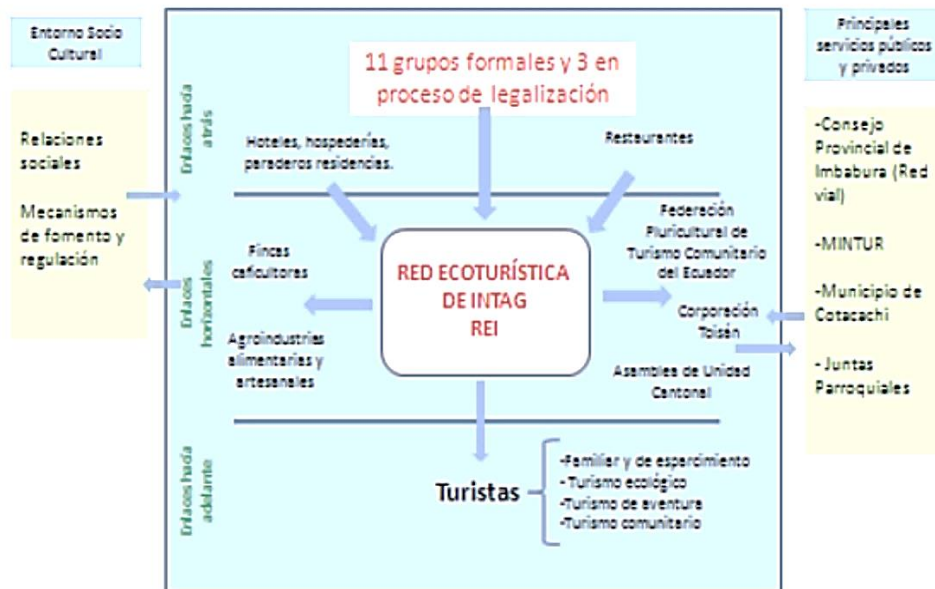 Entorno Socio
Cultural
Relaciones
sociales
Mecanismos
de fomento y
regulación
Enlaces hacia
atrás
11 grupos formales y 3 en
proceso de legalización
Hoteles, hospederías,
paraderos residencias.
Restaurantes
Enlaces
horizontales
Fincas
caficultores
Agroindustrias
alimentarias y
artesanales
RED ECOTURÍSTICA
DE INTAG
REI
Federación
Pluricultural de
Turismo Comunitario
del Ecuador
Corporación
Toisán
Asamblea de Unidad
Cantonal
Enlaces hacia
adelante
Turistas
-Familiar y de esparcimiento
- Turismo ecológico
-Turismo de aventura
-Turismo comunitario
Principales
servicios públicos
y privados
-Consejo
Provincial de
Imbabura (Red
vial)
-MINTUR
-Municipio de
Cotacachi
- Juntas
Parroquiales